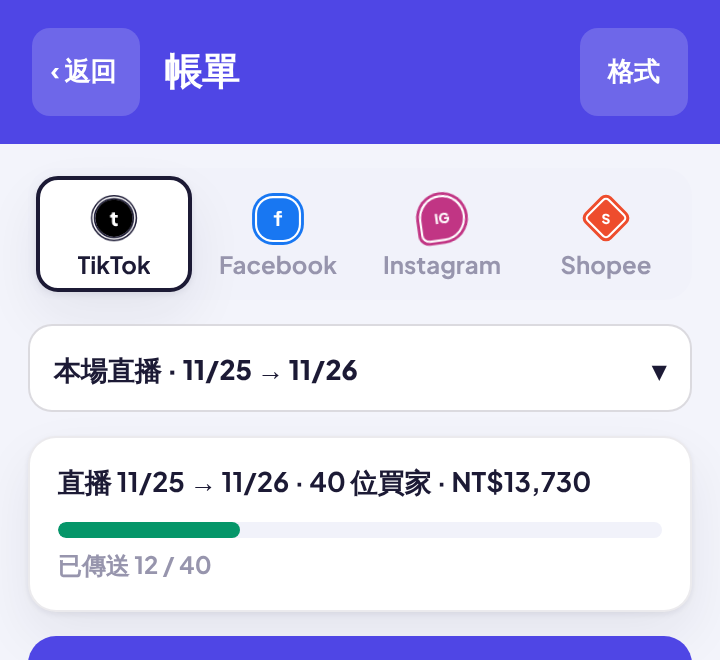 ‹ 返回
帳單
格式
t
f
IG
S
TikTok
Facebook
Instagram
Shopee
本場直播 · 11/25 → 11/26
▼
直播 11/25 → 11/26 · 40 位買家 · NT$13,730
已傳送 12 / 40